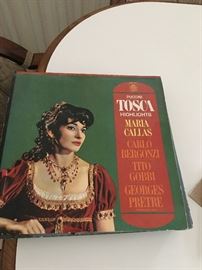 PUCCINI
TOSCA
HIGHLIGHTS
MARIA
CALLAS
CARLO
BERGONZI
TITO
GOBBI
GEORGES
PRÊTRE